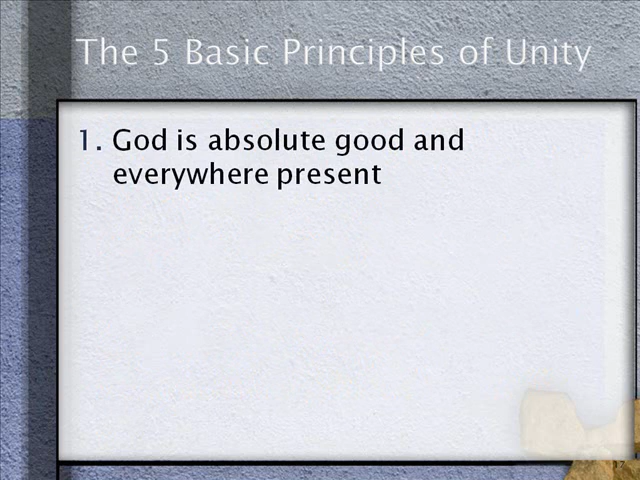 The 5 Basic Principles of Unity
1. God is absolute good and
everywhere present